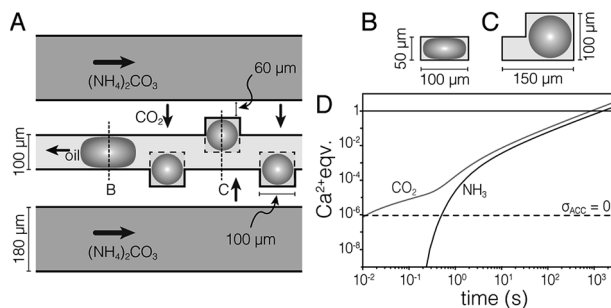 A
(NH4)2CO3
60 µm
CO2
100 µm
oil
B
C
(NH4)2CO3
100 µm
180 µm
B
50 µm
100 µm
C
100 µm
150 µm
D
Ca2+eqv.
1
10-2
10-4
10-6
10-8
CO2
NH3
σACC = 0
10-2
10-1
100
101
102
103
time (s)